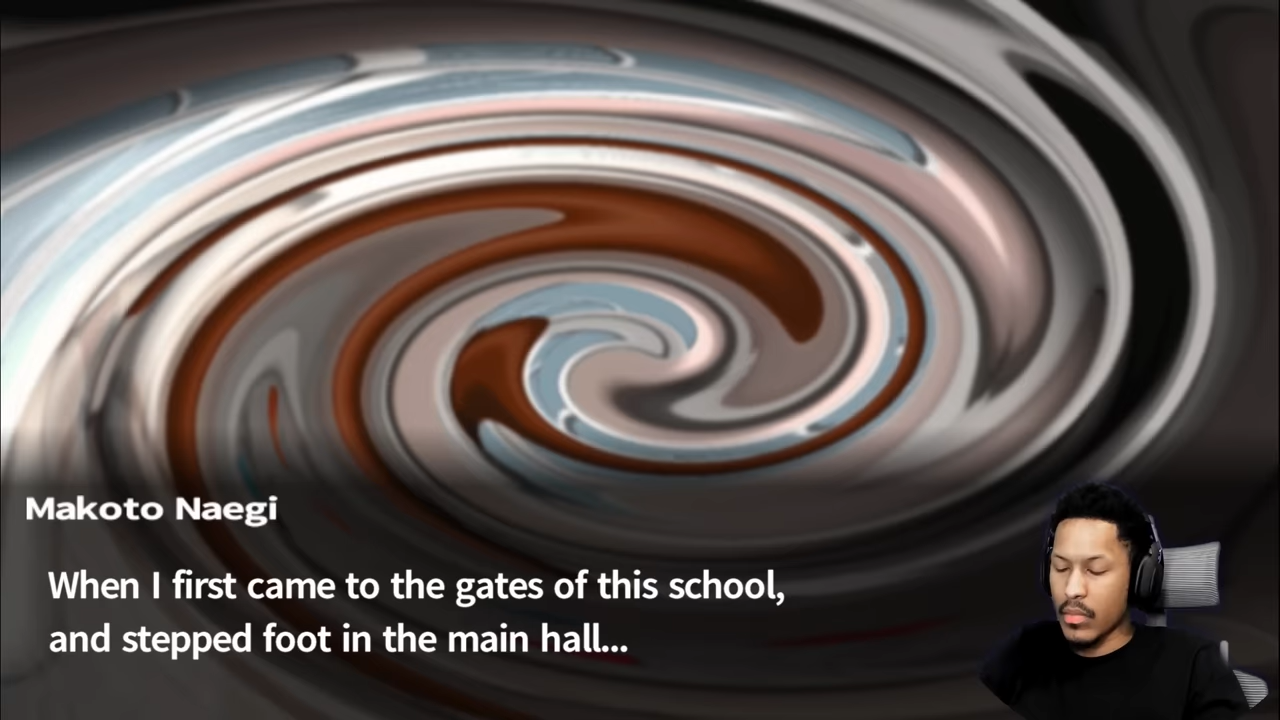 Makoto Naegi
When I first came to the gates of this school,
and stepped foot in the main hall...